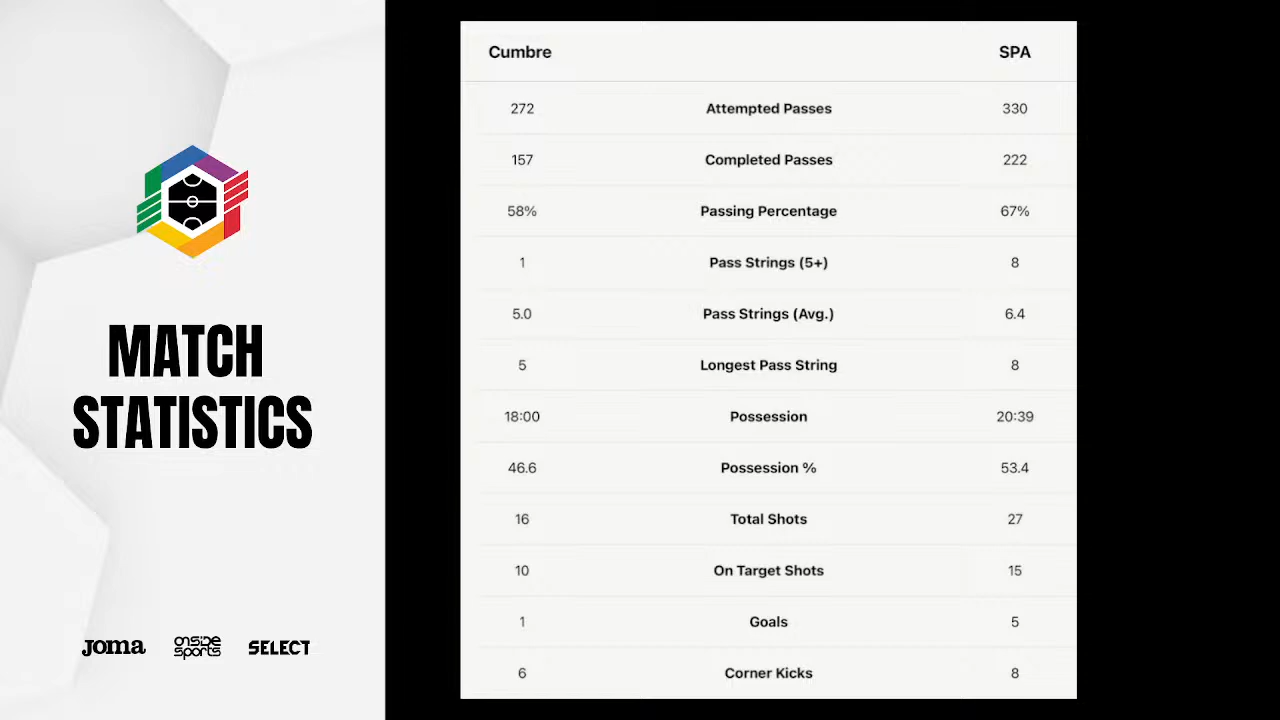 MATCH
STATISTICS
Joma
onside
sports
SELECT
Cumbre SPA
272 Attempted Passes 330
157 Completed Passes 222
58% Passing Percentage 67%
1 Pass Strings (5+) 8
5.0 Pass Strings (Avg.) 6.4
5 Longest Pass String 8
18:00 Possession 20:39
46.6 Possession % 53.4
16 Total Shots 27
10 On Target Shots 15
1 Goals 5
6 Corner Kicks 8